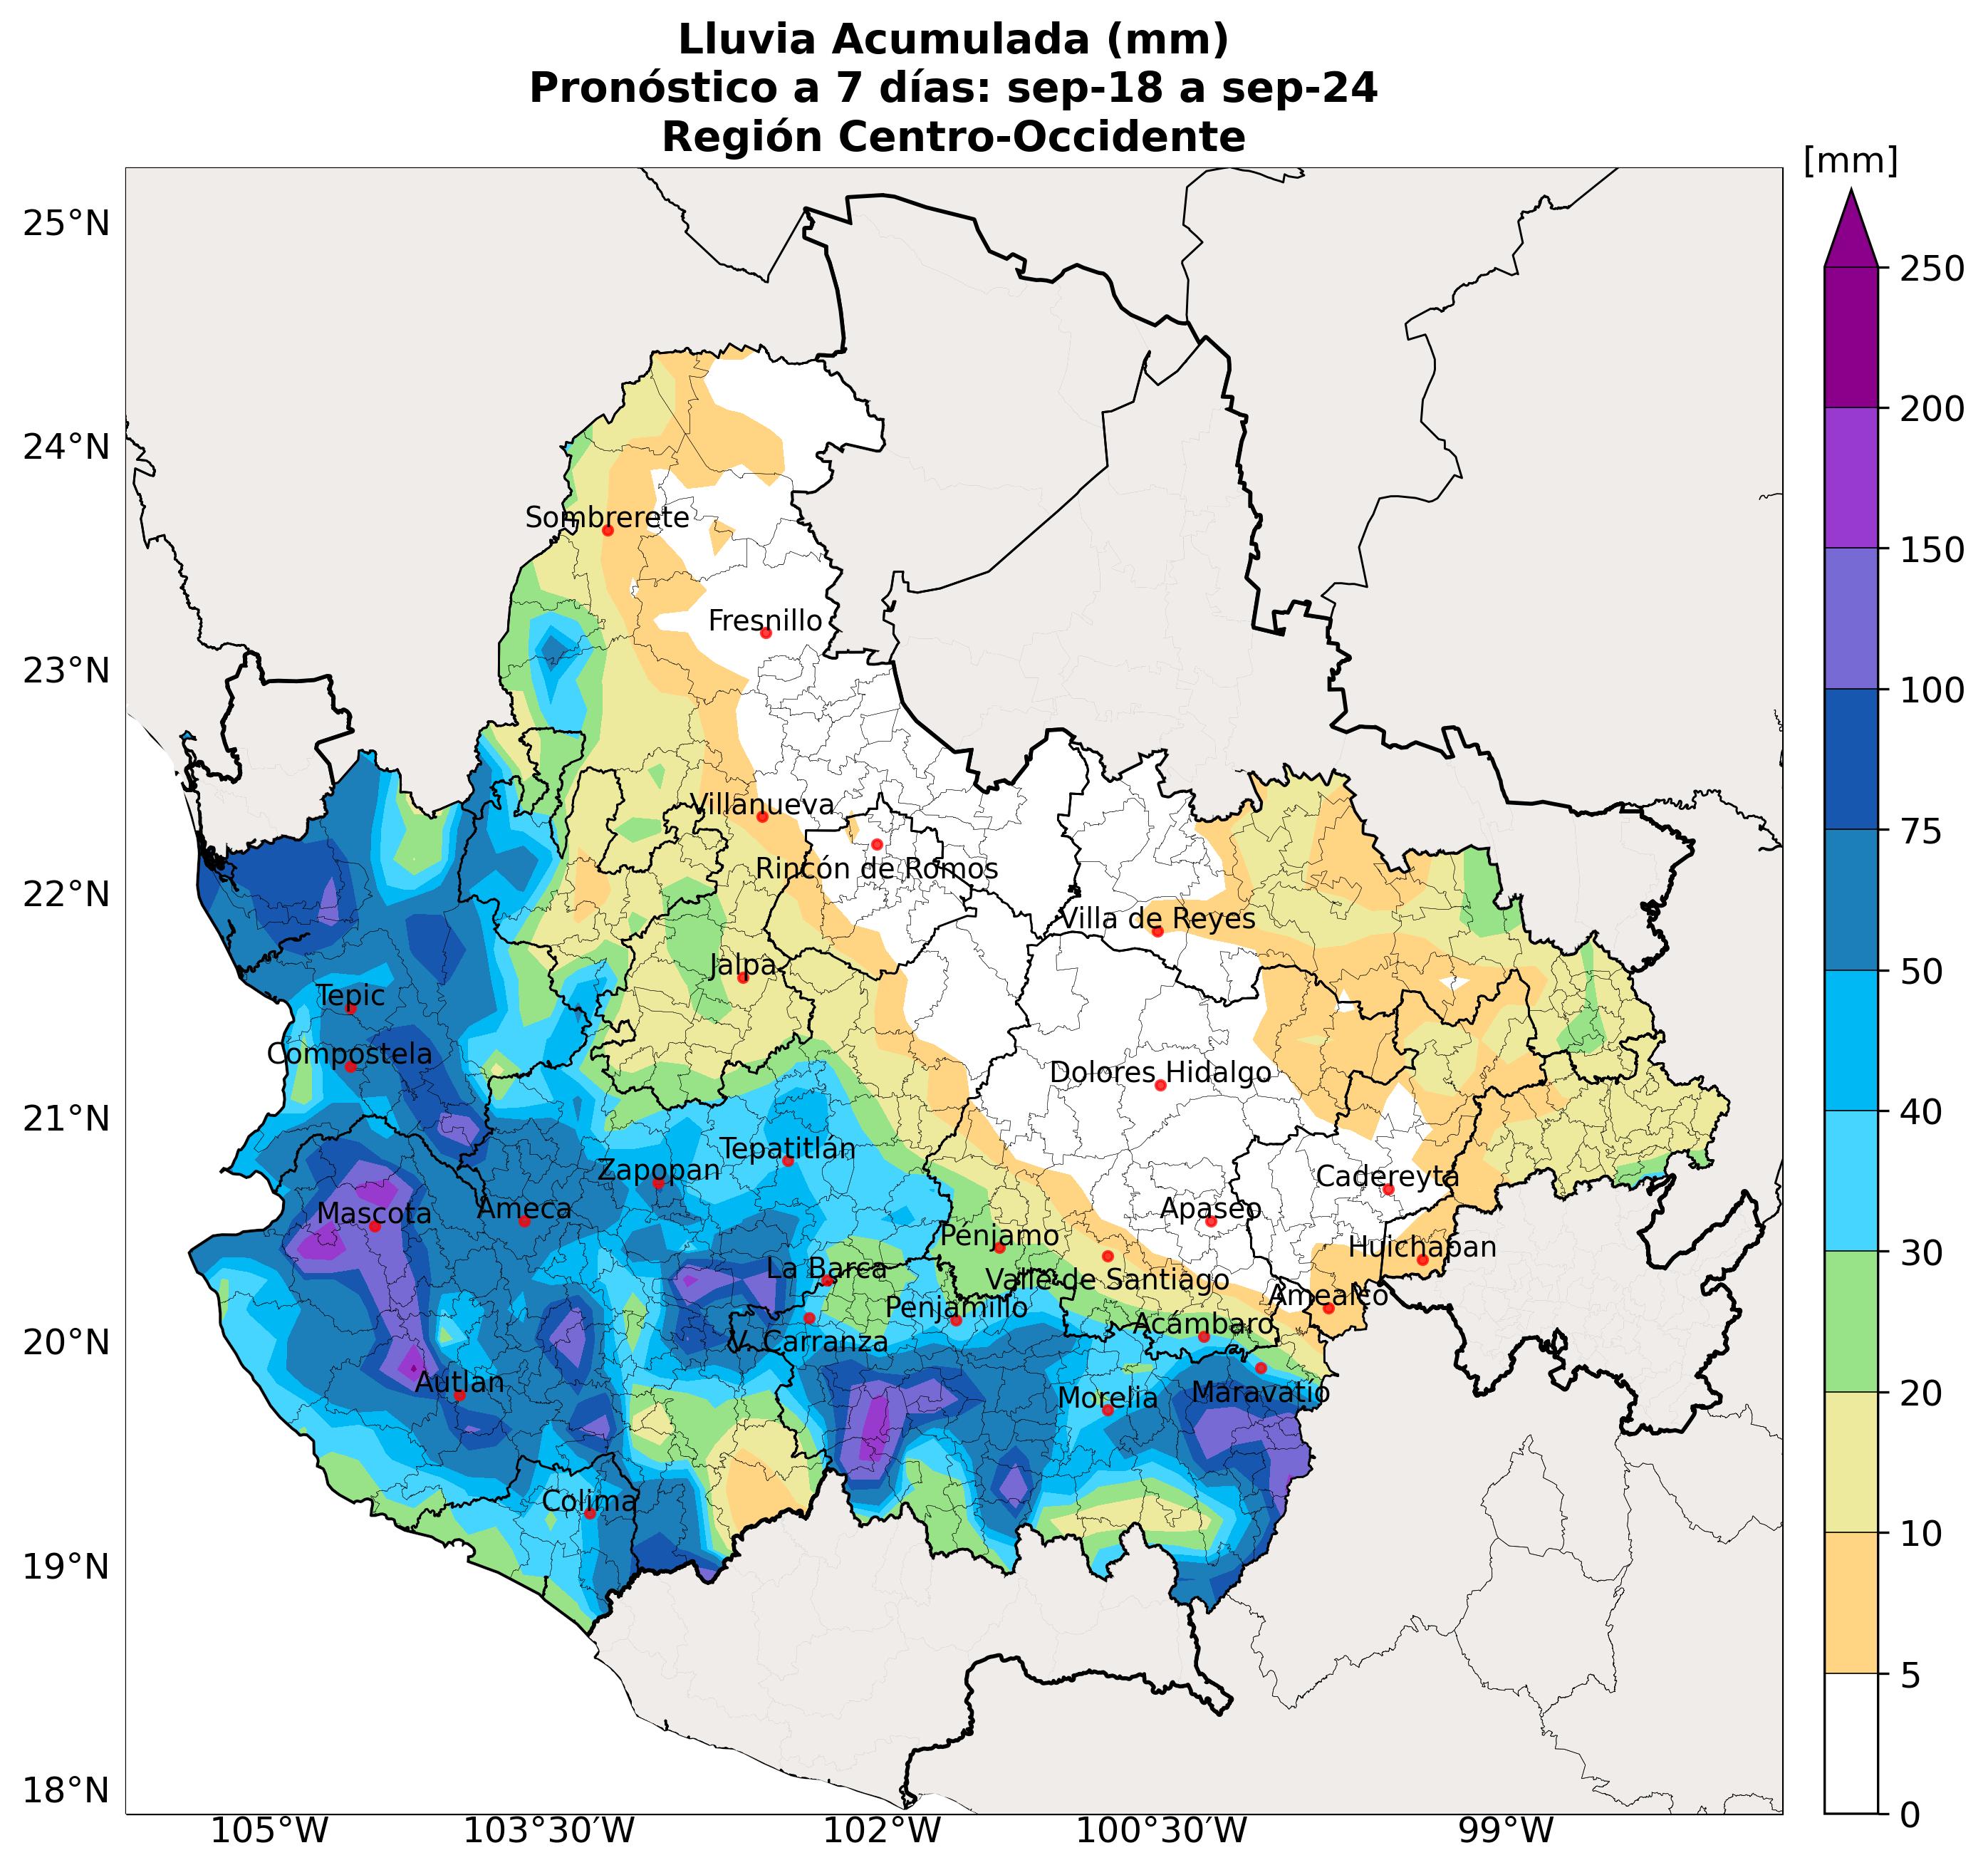 Lluvia Acumulada (mm)
Pronóstico a 7 días: sep-18 a sep-24
Región Centro-Occidente
[mm]
25°N
24°N
23°N
22°N
21°N
20°N
19°N
18°N
105°W
103°30'W
102°W
100°30'W
99°W
250
200
150
100
75
50
40
30
20
10
5
0
Sombrerete
Fresnillo
Villanueva
Rincón de Romos
Villa de Reyes
Jalpa
Tepic
Compostela
Dolores Hidalgo
Tepatitlán
Zapopan
Cadereyta
Mascota
Ameca
Apaseo
Penjamo
Huichapan
La Barca
Valle de Santiago
Amealco
Penjamillo
Acámbaro
V. Carranza
Autlan
Morelia
Maravatío
Colima